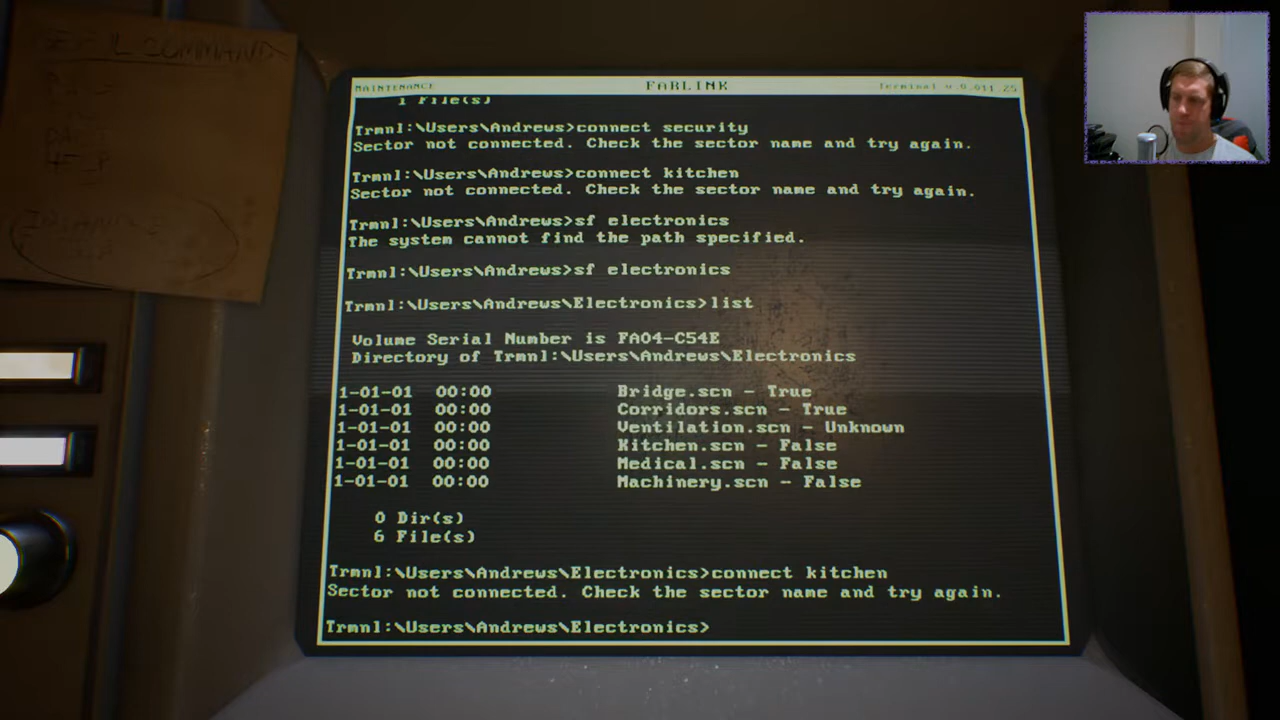 MAINTENANCE FARLINK Terminal v.0.011.25
1 File(s)
Trmnl:\Users\Andrews>connect security
Sector not connected. Check the sector name and try again.
Trmnl:\Users\Andrews>connect kitchen
Sector not connected. Check the sector name and try again.
Trmnl:\Users\Andrews>sf electronics
The system cannot find the path specified.
Trmnl:\Users\Andrews>sf electronics
Trmnl:\Users\Andrews\Electronics>list
Volume Serial Number is FA04-C54E
Directory of Trmnl:\Users\Andrews\Electronics
1-01-01 00:00 Bridge.scn - True
1-01-01 00:00 Corridors.scn - True
1-01-01 00:00 Ventilation.scn - Unknown
1-01-01 00:00 Kitchen.scn - False
1-01-01 00:00 Medical.scn - False
1-01-01 00:00 Machinery.scn - False
0 Dir(s)
6 File(s)
Trmnl:\Users\Andrews\Electronics>connect kitchen
Sector not connected. Check the sector name and try again.
Trmnl:\Users\Andrews\Electronics>